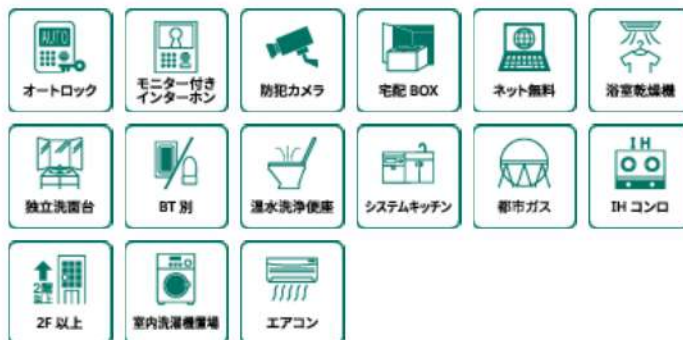 AUTO
オートロック
モニター付き
インターホン
防犯カメラ
宅配 BOX
ネット無料
浴室乾燥機
独立洗面台
BT 別
温水洗浄便座
システムキッチン
都市ガス
IH
IH コンロ
2階
以上
2F 以上
室内洗濯機置場
エアコン